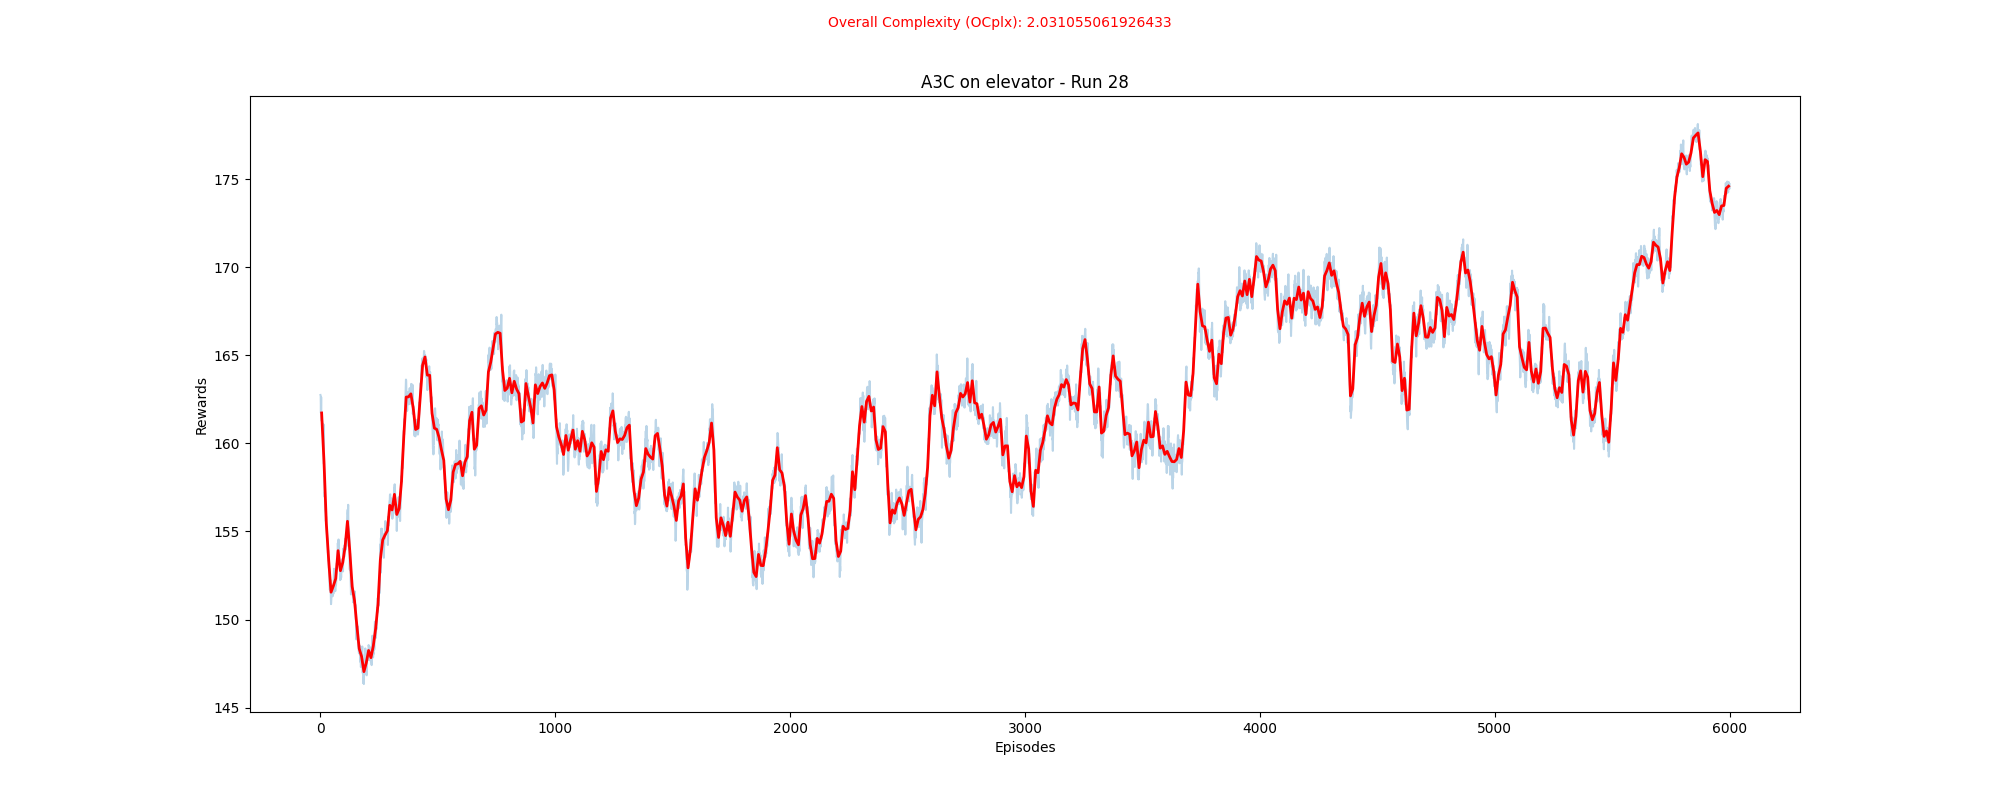 Overall Complexity (OCplx): 2.031055061926433
A3C on elevator - Run 28
Rewards
175
170
165
160
155
150
145
0 1000 2000 3000 4000 5000 6000
Episodes